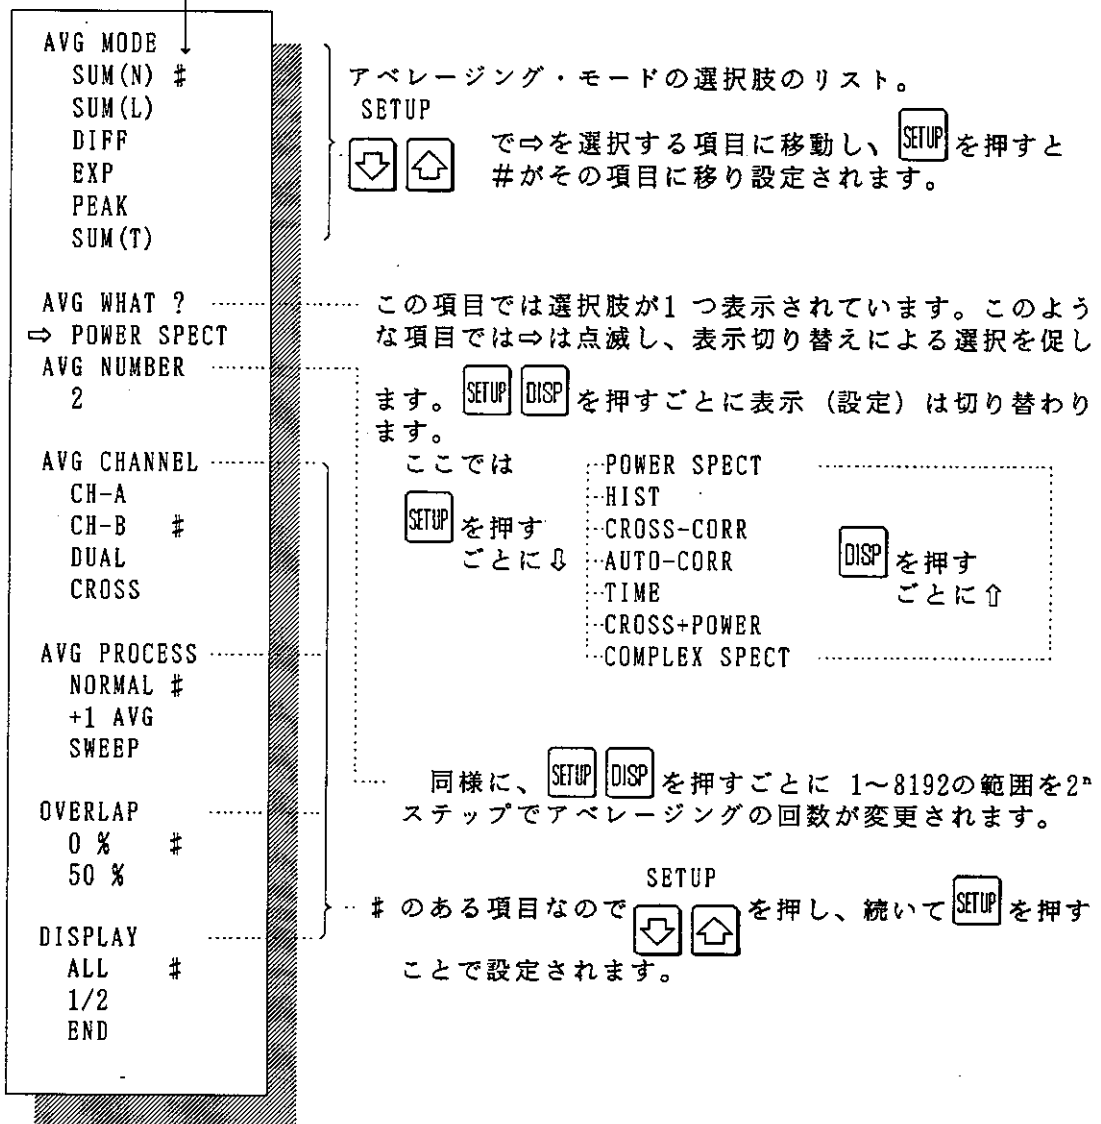 AVG MODE
SUM(N) #
SUM(L)
DIFF
EXP
PEAK
SUM(T)
AVG WHAT ?
⇨ POWER SPECT
AVG NUMBER
2
AVG CHANNEL
CH-A
CH-B #
DUAL
CROSS
AVG PROCESS
NORMAL #
+1 AVG
SWEEP
OVERLAP
0 % #
50 %
DISPLAY
ALL #
1/2
END
アベレージング・モードの選択肢のリスト。
SETUP
で⇨を選択する項目に移動し、SETUPを押すと
#がその項目に移り設定されます。
この項目では選択肢が1 つ表示されています。このよう
な項目では⇨は点滅し、表示切り替えによる選択を促し
ます。SETUP DISPを押すごとに表示 (設定) は切り替わり
ます。
ここでは
SETUPを押す
ごとに⇩
POWER SPECT
HIST
CROSS-CORR
AUTO-CORR
TIME
CROSS+POWER
COMPLEX SPECT
DISPを押す
ごとに⇧
同様に、SETUP DISPを押すごとに 1~8192の範囲を2ⁿ
ステップでアベレージングの回数が変更されます。
SETUP
# のある項目なので⇩⇧を押し、続いてSETUPを押す
ことで設定されます。